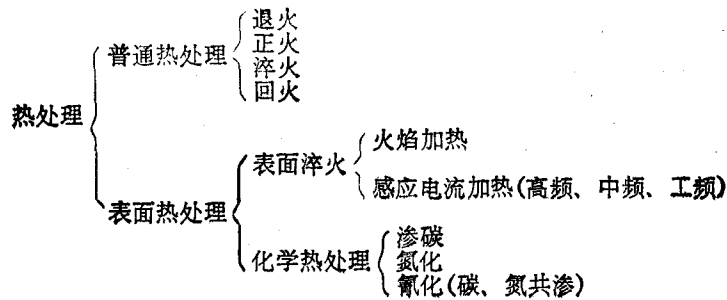 热处理
普通热处理
退火
正火
淬火
回火
表面热处理
表面淬火
火焰加热
感应电流加热(高频、中频、工频)
化学热处理
渗碳
氮化
氰化(碳、氮共渗)